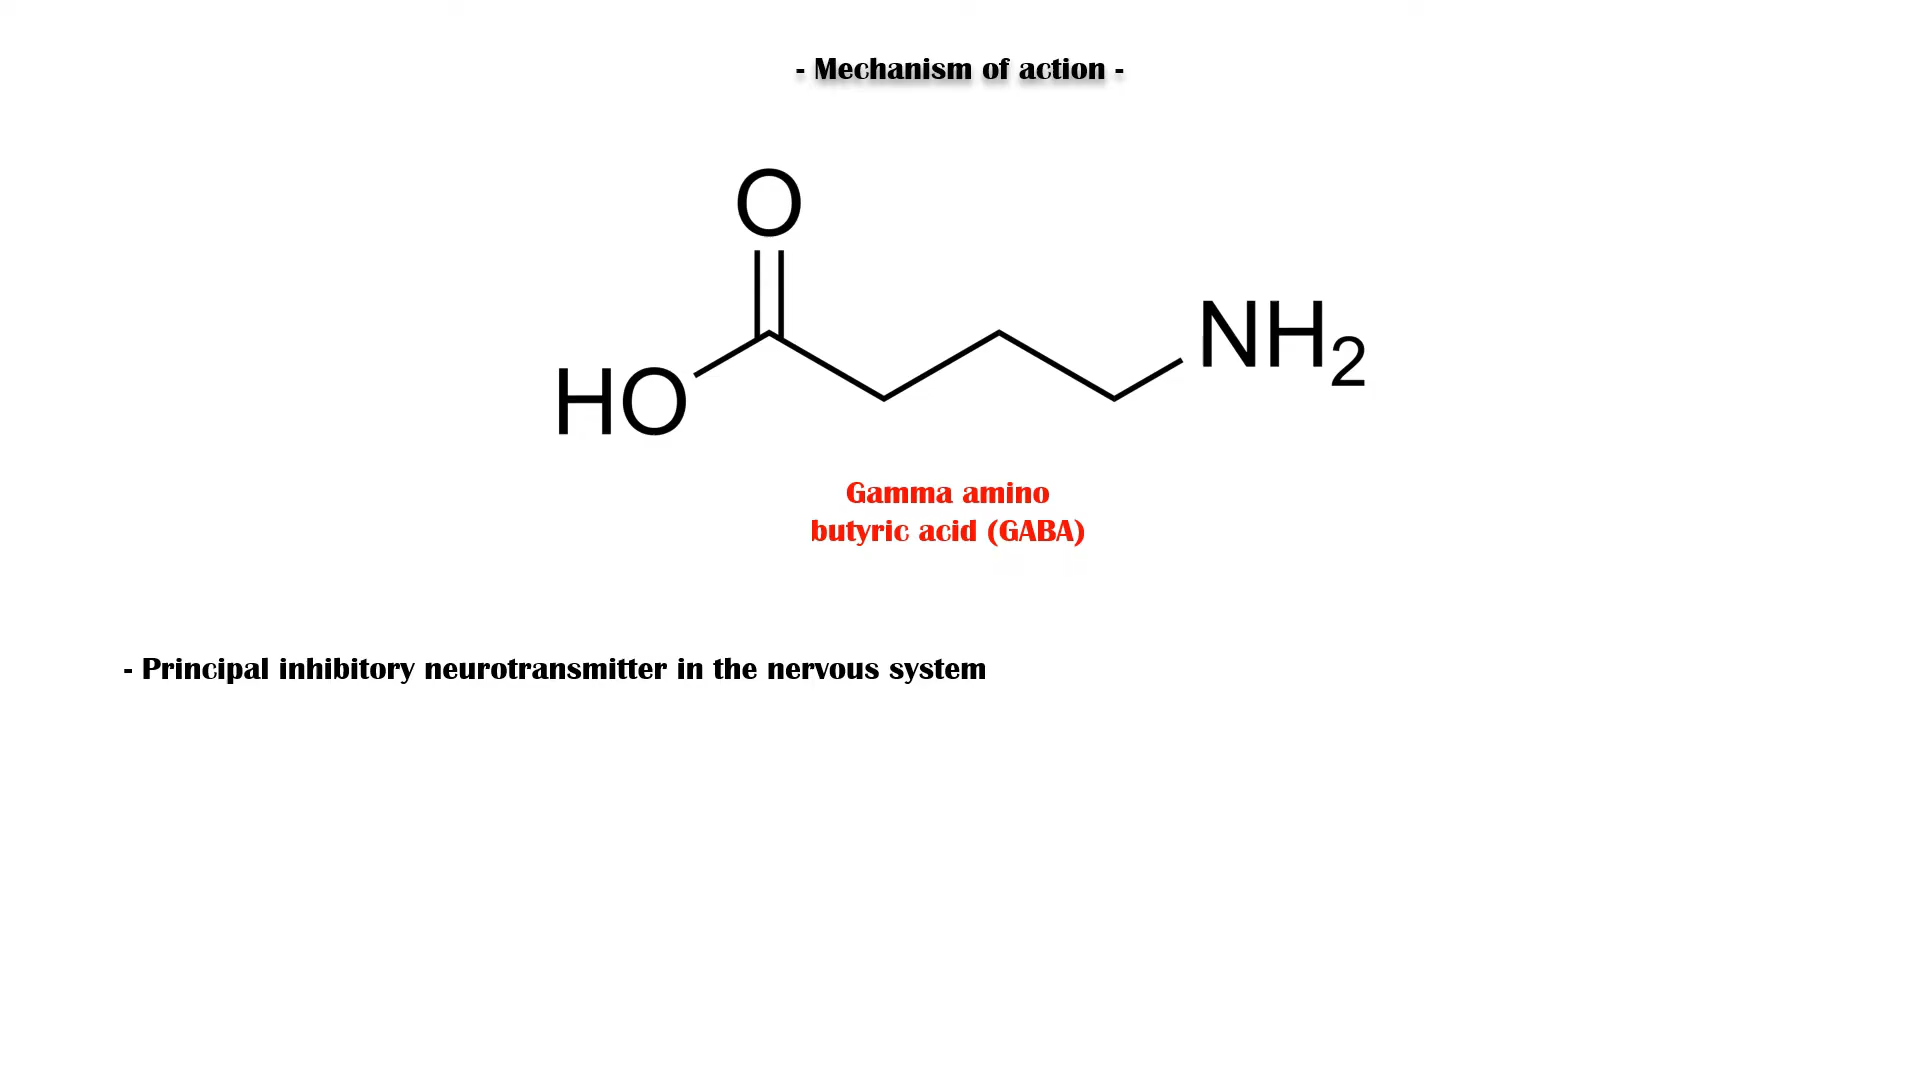 - Mechanism of action -
O
HO
NH2
Gamma amino
butyric acid (GABA)
- Principal inhibitory neurotransmitter in the nervous system